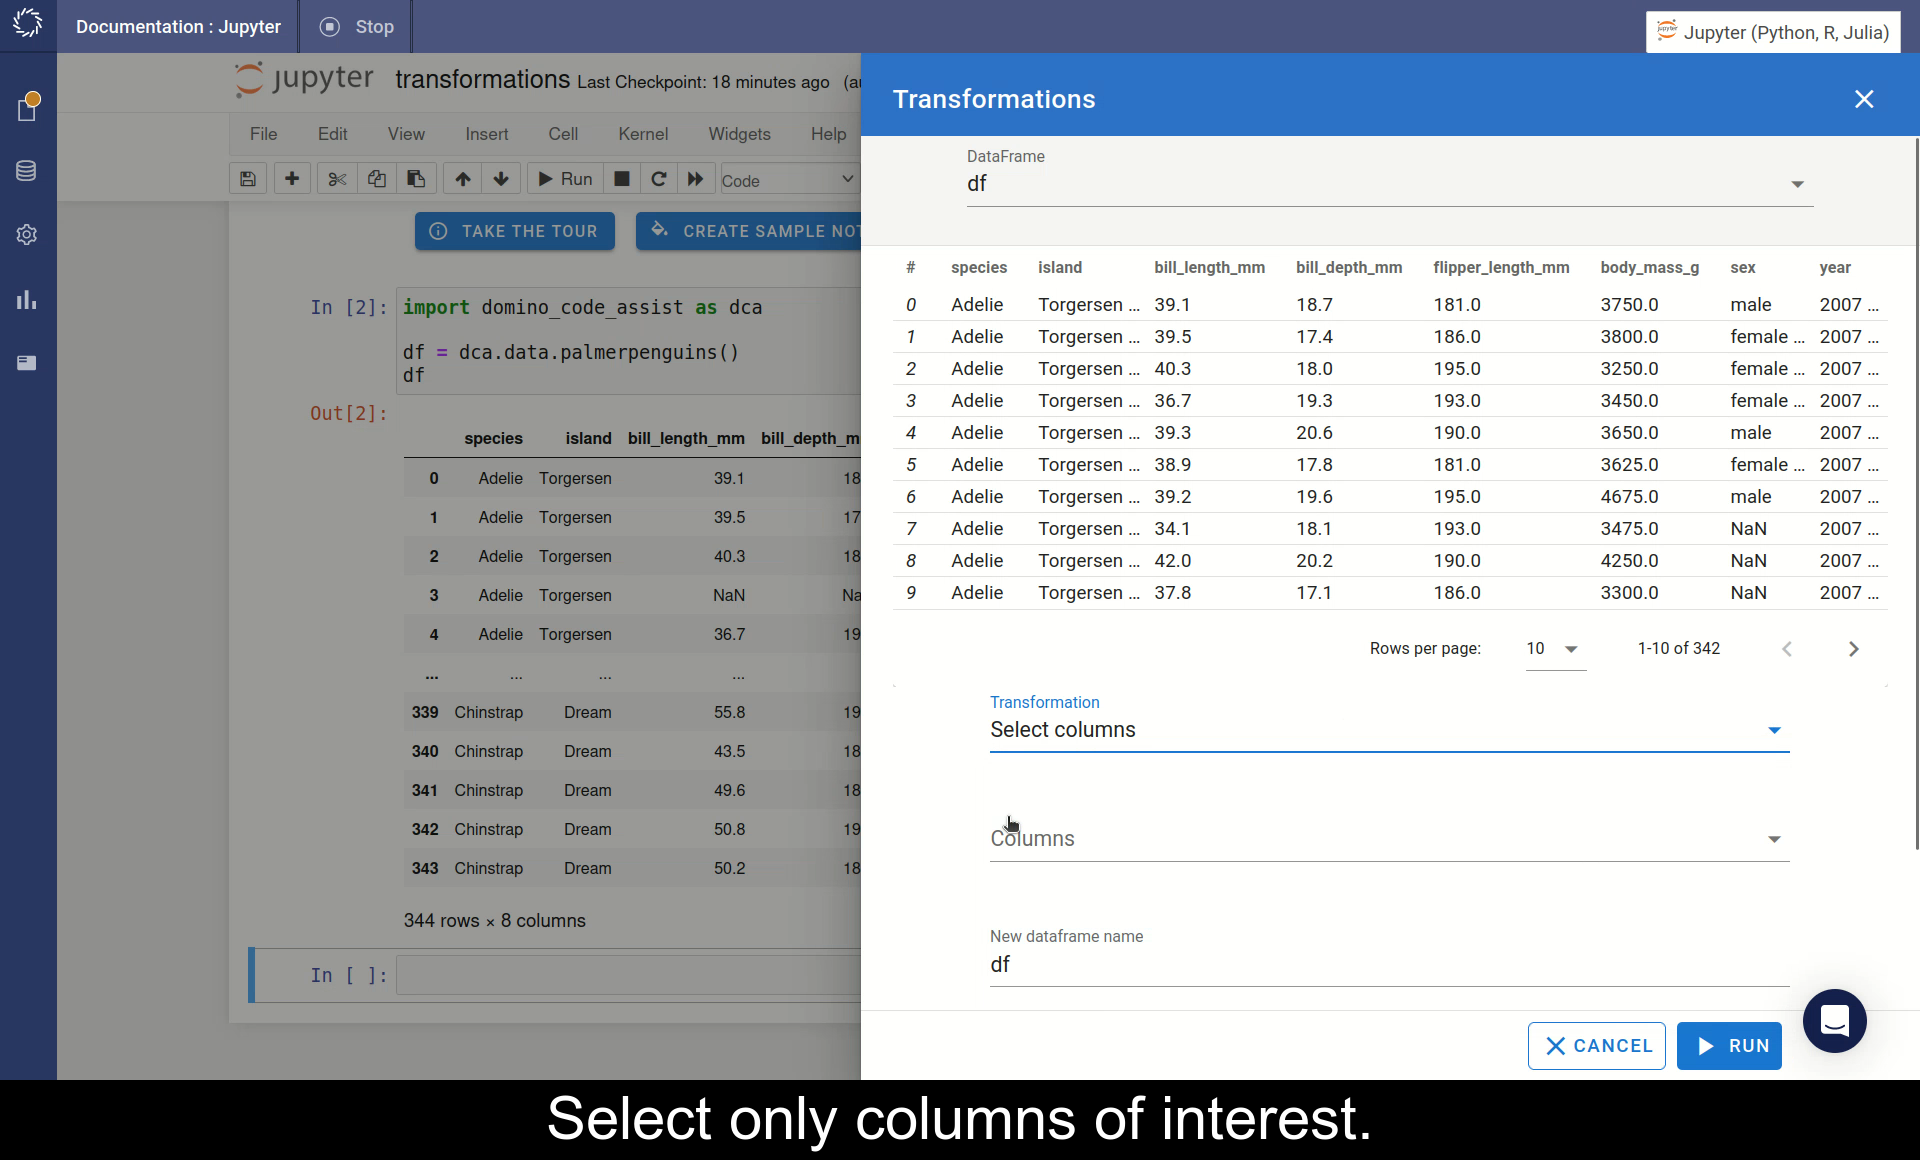 Documentation : Jupyter
Stop
Jupyter (Python, R, Julia)
jupyter transformations Last Checkpoint: 18 minutes ago (au
File Edit View Insert Cell Kernel Widgets Help
Run
Code
TAKE THE TOUR
CREATE SAMPLE NOT
In [2]: import domino_code_assist as dca
df = dca.data.palmerpenguins()
df
Out[2]:
species island bill_length_mm bill_depth_m
0 Adelie Torgersen 39.1 18
1 Adelie Torgersen 39.5 17
2 Adelie Torgersen 40.3 18
3 Adelie Torgersen NaN Na
4 Adelie Torgersen 36.7 19
... ... ... ...
339 Chinstrap Dream 55.8 19
340 Chinstrap Dream 43.5 18
341 Chinstrap Dream 49.6 18
342 Chinstrap Dream 50.8 19
343 Chinstrap Dream 50.2 18
344 rows × 8 columns
In [ ]:
Transformations
DataFrame
df
# species island bill_length_mm bill_depth_mm flipper_length_mm body_mass_g sex year
0 Adelie Torgersen ... 39.1 18.7 181.0 3750.0 male 2007 ...
1 Adelie Torgersen ... 39.5 17.4 186.0 3800.0 female ... 2007 ...
2 Adelie Torgersen ... 40.3 18.0 195.0 3250.0 female ... 2007 ...
3 Adelie Torgersen ... 36.7 19.3 193.0 3450.0 female ... 2007 ...
4 Adelie Torgersen ... 39.3 20.6 190.0 3650.0 male 2007 ...
5 Adelie Torgersen ... 38.9 17.8 181.0 3625.0 female ... 2007 ...
6 Adelie Torgersen ... 39.2 19.6 195.0 4675.0 male 2007 ...
7 Adelie Torgersen ... 34.1 18.1 193.0 3475.0 NaN 2007 ...
8 Adelie Torgersen ... 42.0 20.2 190.0 4250.0 NaN 2007 ...
9 Adelie Torgersen ... 37.8 17.1 186.0 3300.0 NaN 2007 ...
Rows per page: 10 1-10 of 342
Transformation
Select columns
Columns
New dataframe name
df
CANCEL
RUN
Select only columns of interest.